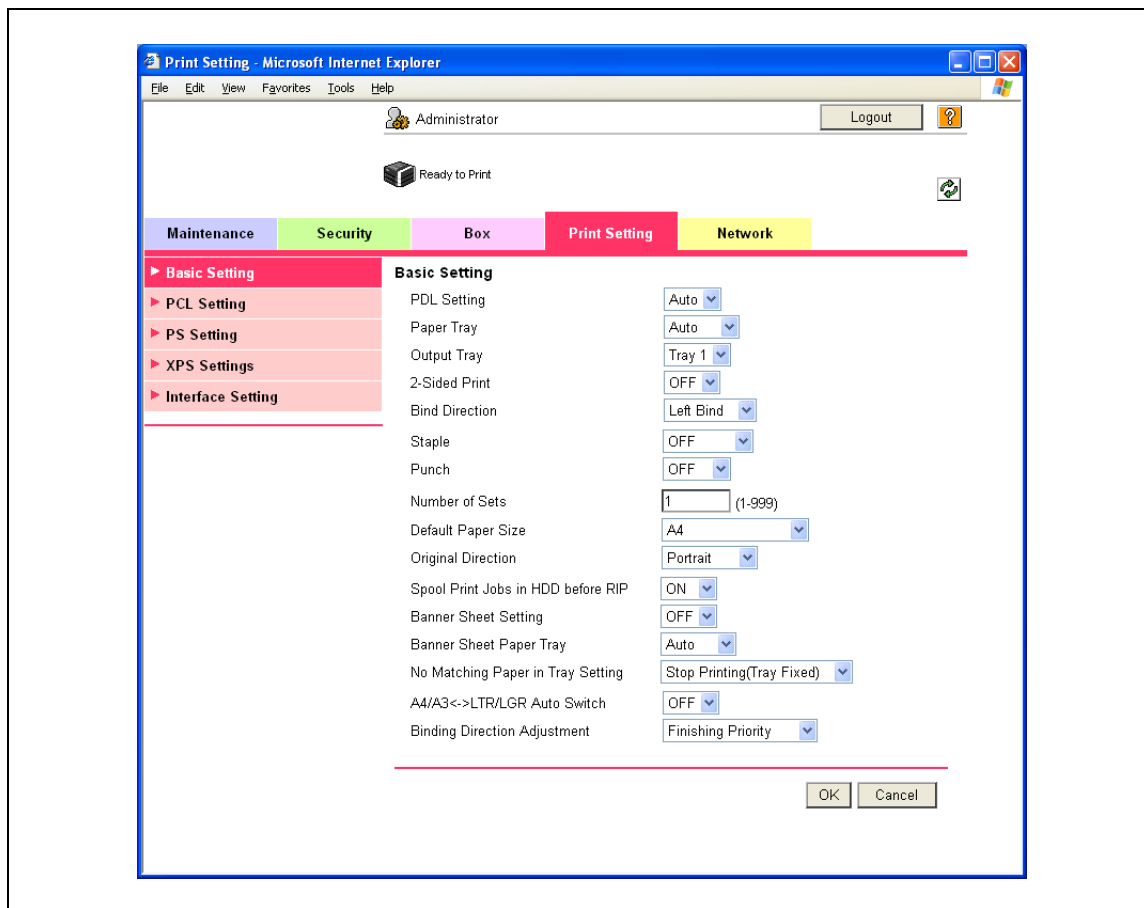 Print Setting - Microsoft Internet Explorer
File Edit View Favorites Tools Help
Administrator Logout ?
Ready to Print
Maintenance Security Box Print Setting Network
Basic Setting
PCL Setting
PS Setting
XPS Settings
Interface Setting
Basic Setting
PDL Setting Auto
Paper Tray Auto
Output Tray Tray 1
2-Sided Print OFF
Bind Direction Left Bind
Staple OFF
Punch OFF
Number of Sets 1 (1-999)
Default Paper Size A4
Original Direction Portrait
Spool Print Jobs in HDD before RIP ON
Banner Sheet Setting OFF
Banner Sheet Paper Tray Auto
No Matching Paper in Tray Setting Stop Printing(Tray Fixed)
A4/A3<->LTR/LGR Auto Switch OFF
Binding Direction Adjustment Finishing Priority
OK Cancel